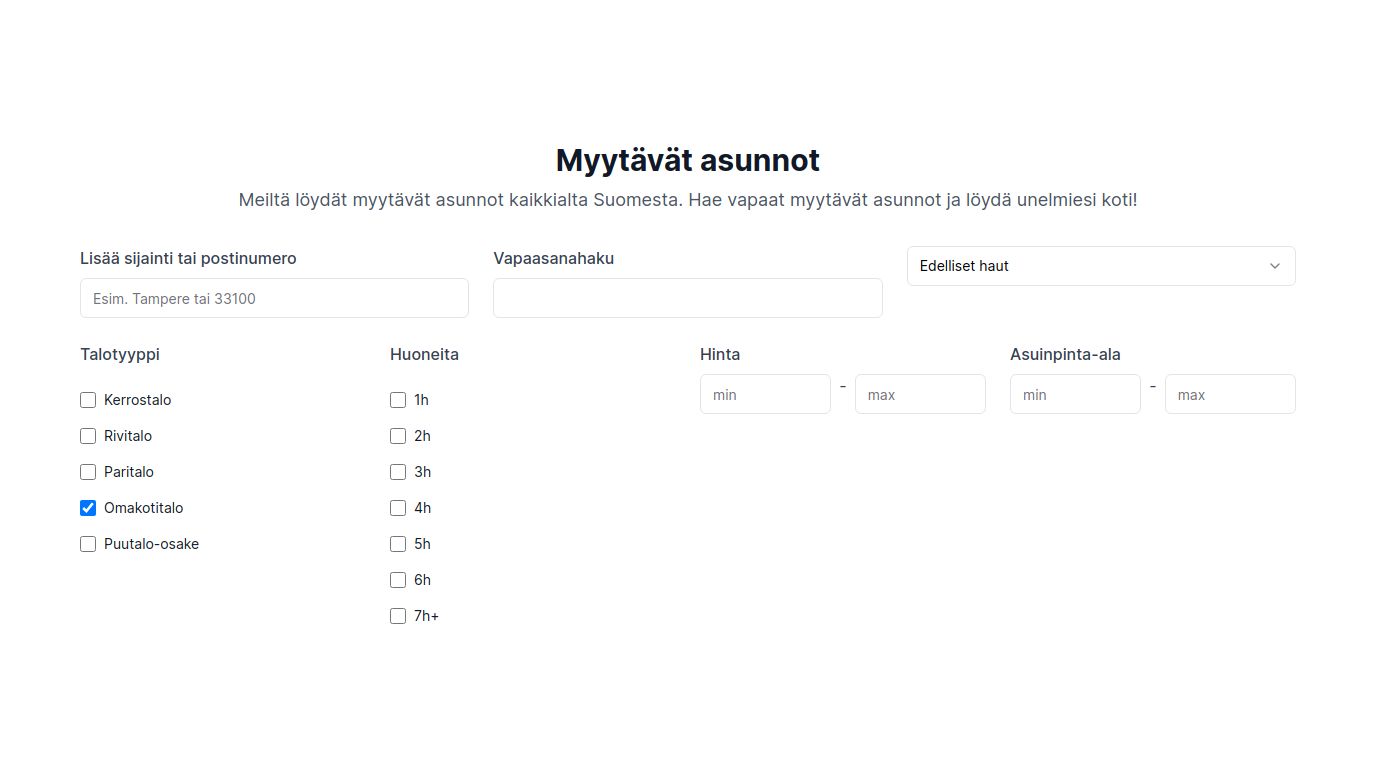 Myytävät asunnot
Meiltä löydät myytävät asunnot kaikkialta Suomesta. Hae vapaat myytävät asunnot ja löydä unelmiesi koti!
Lisää sijainti tai postinumero
Esim. Tampere tai 33100
Vapaasanahaku
Edelliset haut
Talotyyppi
Kerrostalo
Rivitalo
Paritalo
Omakotitalo
Puutalo-osake
Huoneita
1h
2h
3h
4h
5h
6h
7h+
Hinta
min - max
Asuinpinta-ala
min - max